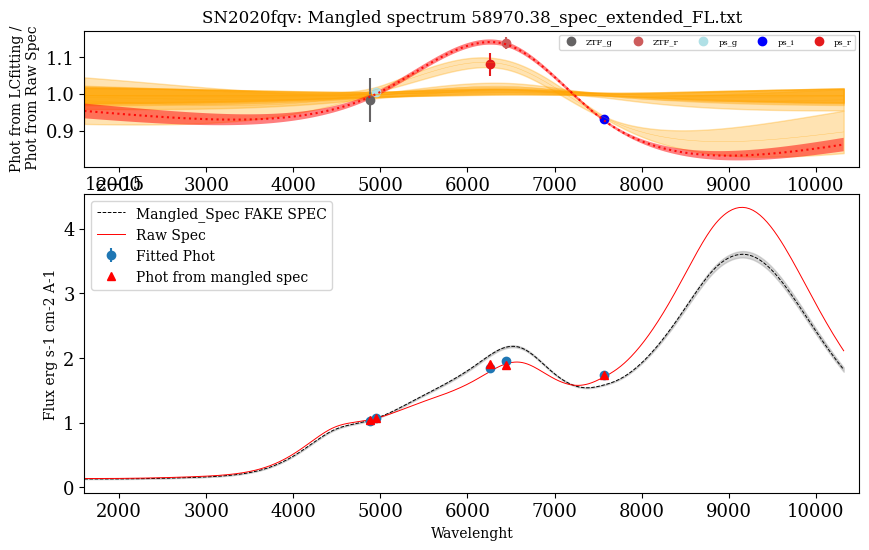 SN2020fqv: Mangled spectrum 58970.38_spec_extended_FL.txt
Phot from LCfitting /
Phot from Raw Spec
1.1
1.0
0.9
ZTF_g ZTF_r ps_g ps_i ps_r
2000 3000 4000 5000 6000 7000 8000 9000 10000
1e−15
Flux erg s-1 cm-2 A-1
4
3
2
1
0
Mangled_Spec FAKE SPEC
Raw Spec
Fitted Phot
Phot from mangled spec
2000 3000 4000 5000 6000 7000 8000 9000 10000
Wavelenght